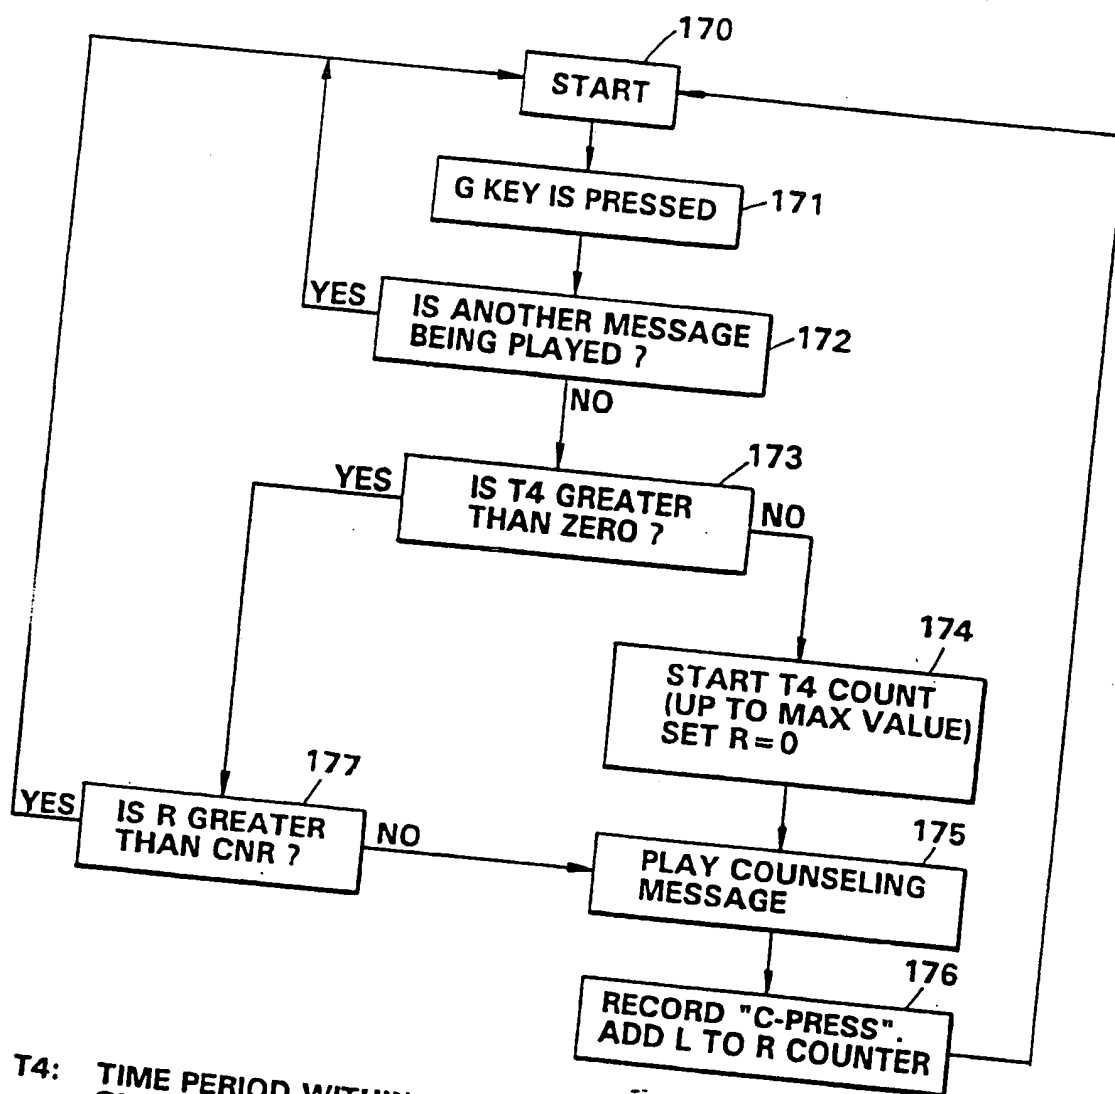 170
START
G KEY IS PRESSED
171
YES
IS ANOTHER MESSAGE
BEING PLAYED ?
172
NO
173
YES
IS T4 GREATER
THAN ZERO ?
NO
174
START T4 COUNT
(UP TO MAX VALUE)
SET R=0
177
YES
IS R GREATER
THAN CNR ?
NO
175
PLAY COUNSELING
MESSAGE
176
RECORD "C-PRESS".
ADD L TO R COUNTER
T4: TIME PERIOD WITHIN